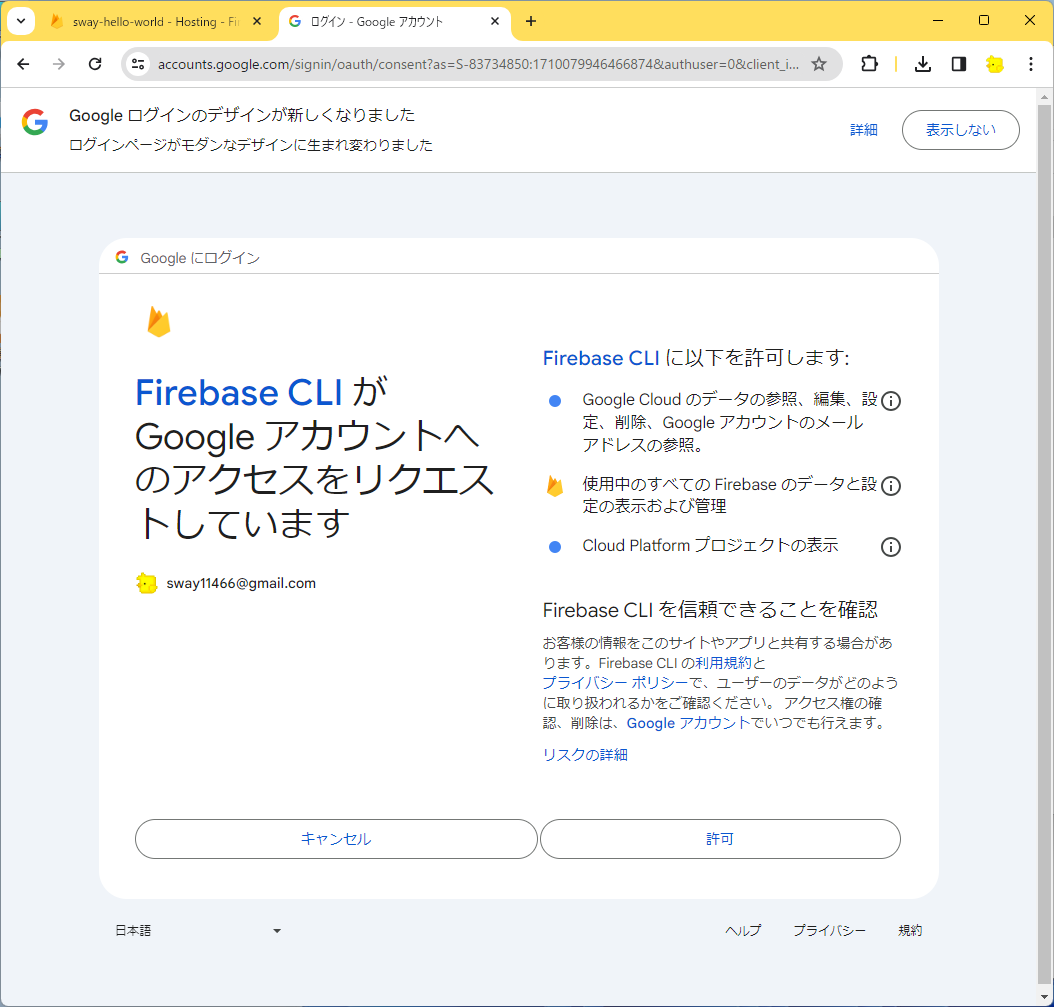 sway-hello-world - Hosting - Fi
ログイン - Google アカウント
accounts.google.com/signin/oauth/consent?as=S-83734850:1710079946466874&authuser=0&client_i...
Google ログインのデザインが新しくなりました
ログインページがモダンなデザインに生まれ変わりました
詳細
表示しない
Google にログイン
Firebase CLI が
Google アカウントへ
のアクセスをリクエス
トしています
sway11466@gmail.com
Firebase CLI に以下を許可します:
Google Cloud のデータの参照、編集、設
定、削除、Google アカウントのメール
アドレスの参照。
使用中のすべての Firebase のデータと設
定の表示および管理
Cloud Platform プロジェクトの表示
Firebase CLI を信頼できることを確認
お客様の情報をこのサイトやアプリと共有する場合があ
ります。Firebase CLI の利用規約と
プライバシー ポリシーで、ユーザーのデータがどのよう
に取り扱われるかをご確認ください。 アクセス権の確
認、削除は、Google アカウントでいつでも行えます。
リスクの詳細
キャンセル
許可
日本語
ヘルプ
プライバシー
規約